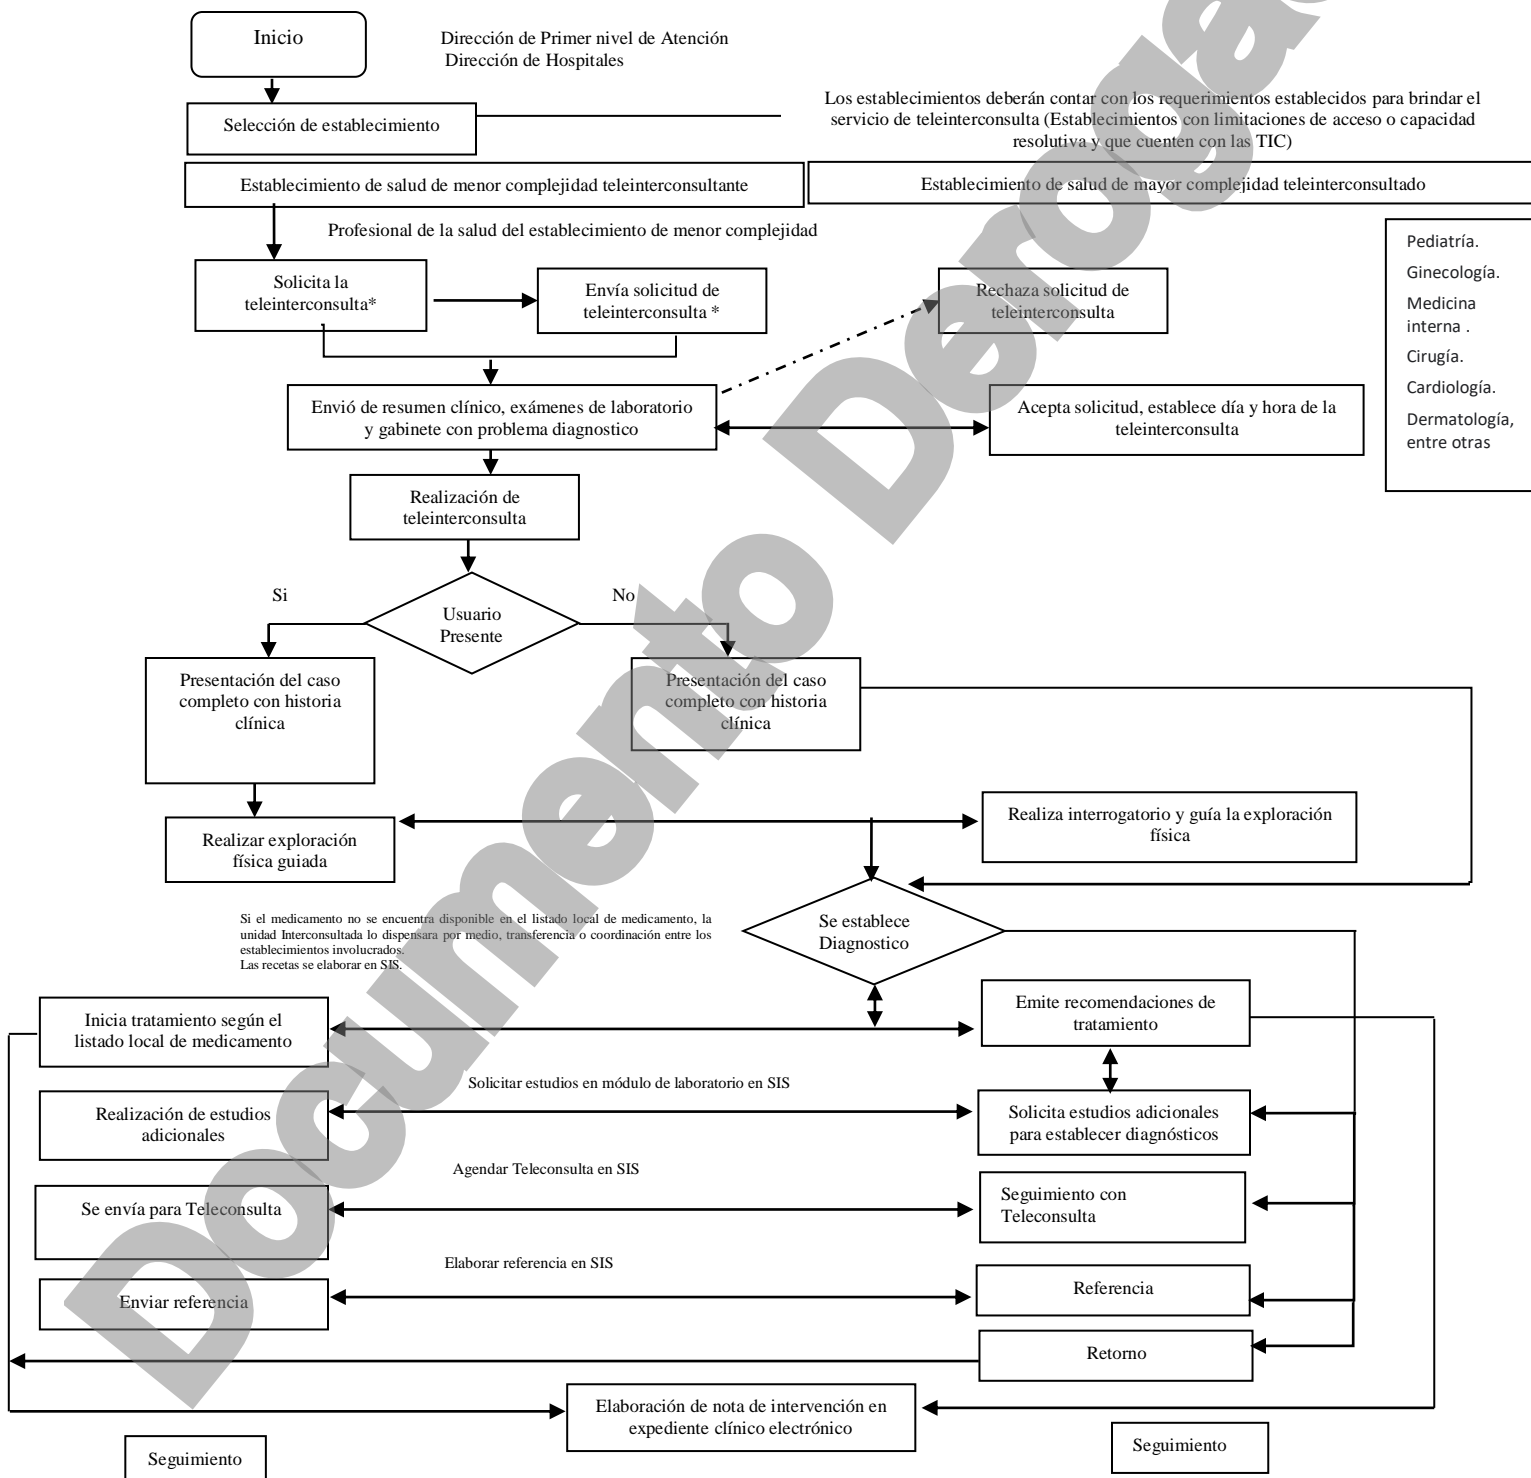 Inicio
Dirección de Primer nivel de Atención
Dirección de Hospitales
Selección de establecimiento
Los establecimientos deberán contar con los requerimientos establecidos para brindar el
servicio de teleinterconsulta (Establecimientos con limitaciones de acceso o capacidad
resolutiva y que cuenten con las TIC)
Establecimiento de salud de menor complejidad teleinterconsultante
Establecimiento de salud de mayor complejidad teleinterconsultado
Profesional de la salud del establecimiento de menor complejidad
Solicita la
teleinterconsulta*
Envía solicitud de
teleinterconsulta *
Rechaza solicitud de
teleinterconsulta
Pediatría.
Ginecología.
Medicina
interna .
Cirugía.
Cardiología.
Dermatología,
entre otras
Envió de resumen clínico, exámenes de laboratorio
y gabinete con problema diagnostico
Acepta solicitud, establece día y hora de la
teleinterconsulta
Realización de
teleinterconsulta
Si
No
Usuario
Presente
Presentación del caso
completo con historia
clínica
Presentación del caso
completo con historia
clínica
Realizar exploración
física guiada
Realiza interrogatorio y guía la exploración
física
Si el medicamento no se encuentra disponible en el listado local de medicamento, la
unidad Interconsultada lo dispensara por medio, transferencia o coordinación entre los
establecimientos involucrados.
Las recetas se elaborar en SIS.
Se establece
Diagnostico
Inicia tratamiento según el
listado local de medicamento
Emite recomendaciones de
tratamiento
Solicitar estudios en módulo de laboratorio en SIS
Realización de estudios
adicionales
Solicita estudios adicionales
para establecer diagnósticos
Agendar Teleconsulta en SIS
Se envía para Teleconsulta
Seguimiento con
Teleconsulta
Elaborar referencia en SIS
Enviar referencia
Referencia
Retorno
Elaboración de nota de intervención en
expediente clínico electrónico
Seguimiento
Seguimiento
Documento